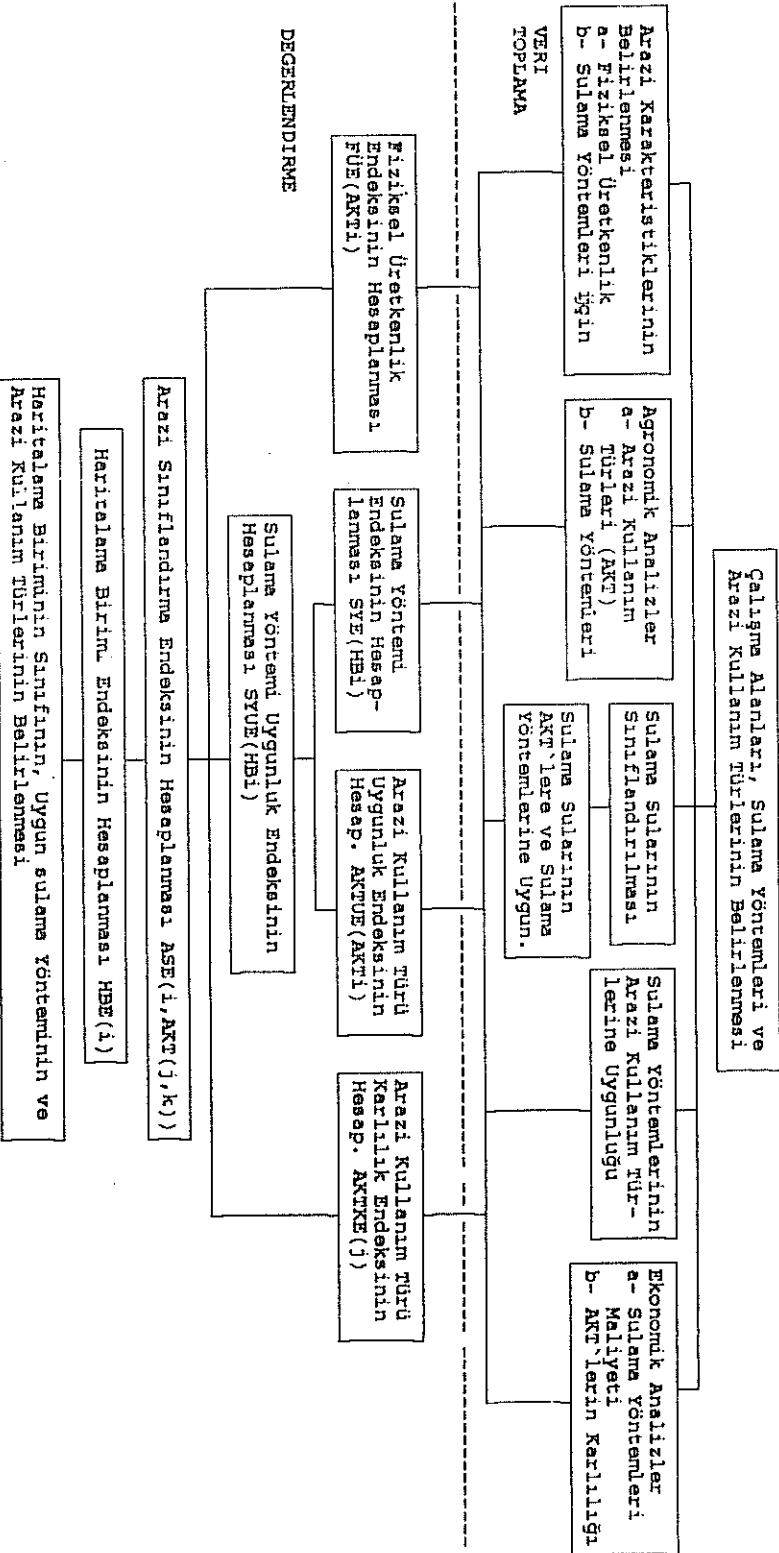 Çalışma Alanları, Sulama Yöntemleri ve
Arazi Kullanım Türlerinin Belirlenmesi
Arazi Karakteristiklerinin
Belirlenmesi
a- Fiziksel Üretkenlik
b- Sulama Yöntemleri için
Agronomik Analizler
a- Arazi Kullanım
Türleri (AKT)
b- Sulama Yöntemleri
Sulama Sularının
Sınıflandırılması
Sulama Sularının
AKT`lere ve Sulama
Yöntemlerine Uygun.
Sulama Yöntemlerinin
Arazi Kullanım Tür-
lerine Uygunluğu
Ekonomik Analizler
a- Sulama Yöntemleri
Maliyeti
b- AKT`lerin Karlılığı
VERI
TOPLAMA
Fiziksel Üretkenlik
Endeksinin Hesaplanması
FÜE(AKTi)
Sulama Yöntemi
Endeksinin Hesap-
lanması SYE(HBi)
Arazi Kullanım Türü
Uygunluk Endeksinin
Hesap. AKTUE(AKTi)
Arazi Kullanım Türü
Karlılık Endeksinin
Hesap. AKTKE(j)
DEGERLENDIRME
Sulama Yöntemi Uygunluk Endeksinin
Hesaplanması SYUE(HBi)
Arazi Sınıflandırma Endeksinin Hesaplanması ASE(i,AKT(j,k))
Haritalama Birimi Endeksinin Hesaplanması HBE(i)
Haritalama Biriminin Sınıfının, Uygun sulama Yönteminin ve
Arazi Kullanım Türlerinin Belirlenmesi